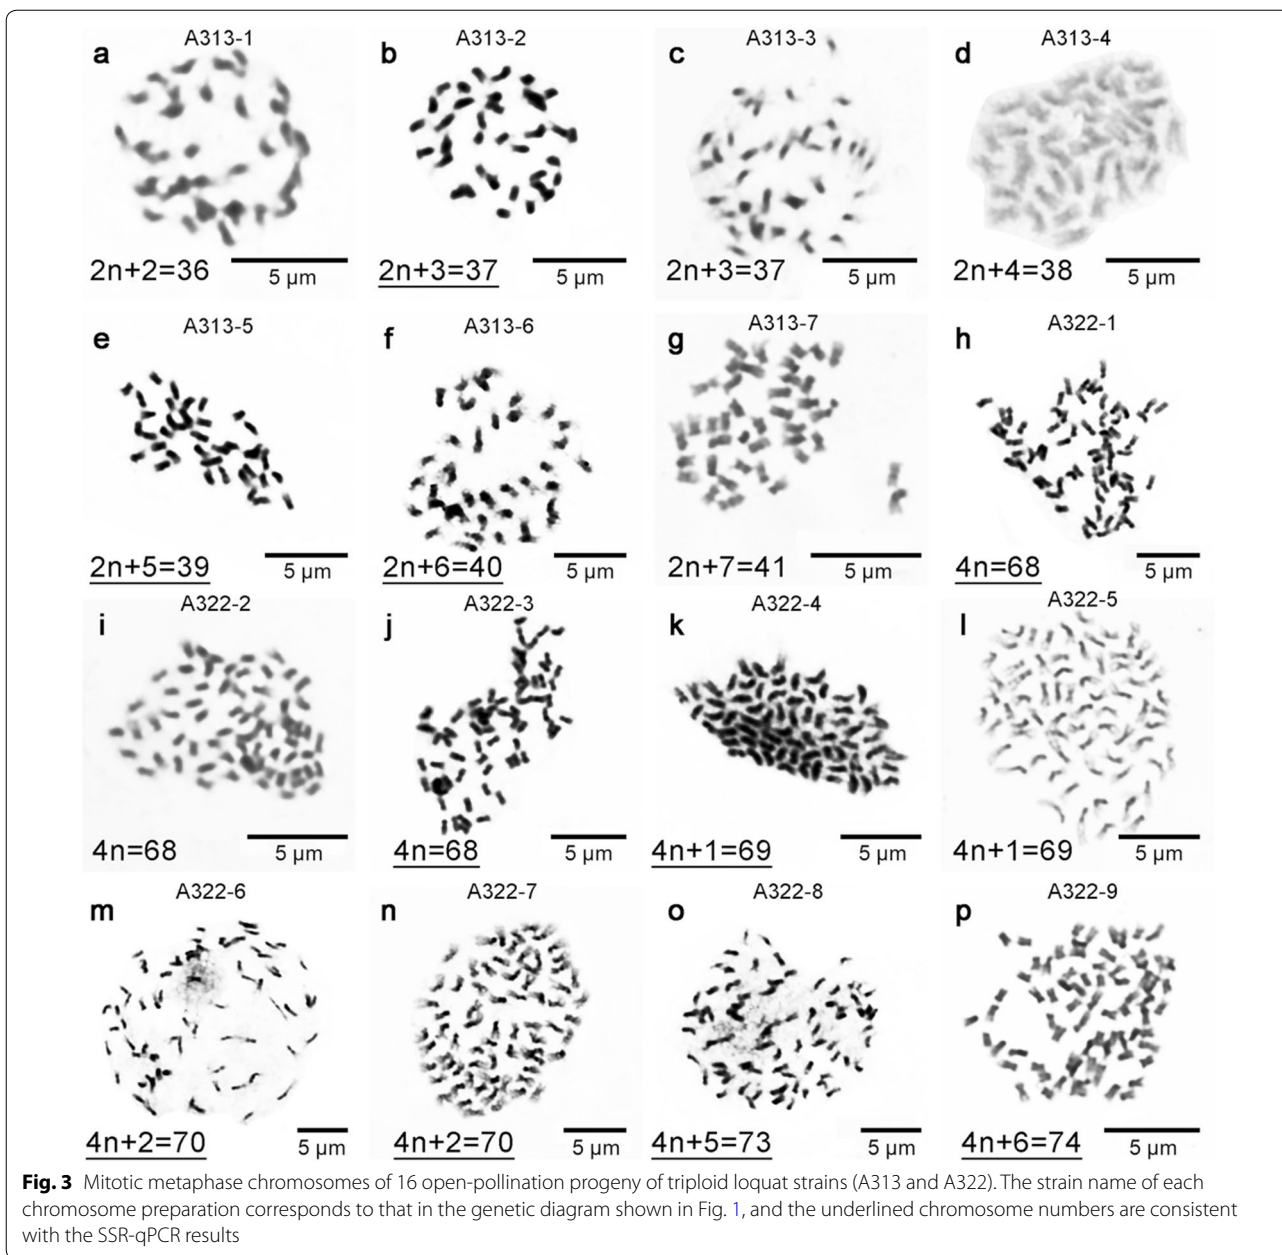 A313-1
a
2n+2=36
5 µm
A313-2
b
2n+3=37
5 µm
A313-3
c
2n+3=37
5 µm
A313-4
d
2n+4=38
5 µm
A313-5
e
2n+5=39
5 µm
A313-6
f
2n+6=40
5 µm
A313-7
g
2n+7=41
5 µm
A322-1
h
4n=68
5 µm
A322-2
i
4n=68
5 µm
A322-3
j
4n=68
5 µm
A322-4
k
4n+1=69
5 µm
A322-5
l
4n+1=69
5 µm
A322-6
m
4n+2=70
5 µm
A322-7
n
4n+2=70
5 µm
A322-8
o
4n+5=73
5 µm
A322-9
p
4n+6=74
5 µm
Fig. 3 Mitotic metaphase chromosomes of 16 open-pollination progeny of triploid loquat strains (A313 and A322). The strain name of each
chromosome preparation corresponds to that in the genetic diagram shown in Fig. 1, and the underlined chromosome numbers are consistent
with the SSR-qPCR results